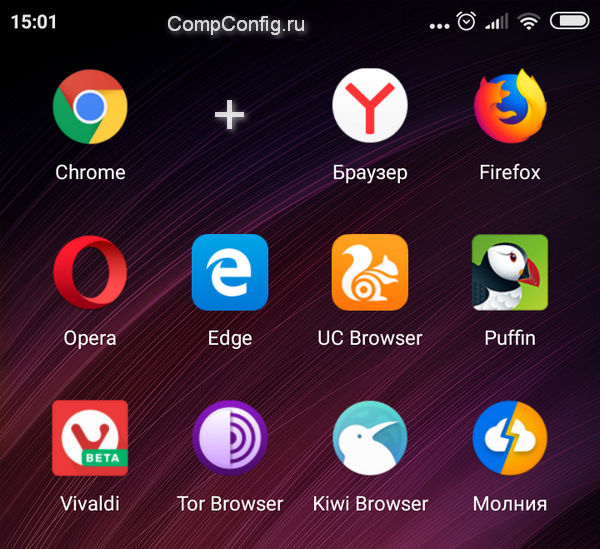 15:01
CompConfig.ru
Chrome
Браузер
Firefox
Opera
Edge
UC Browser
Puffin
BETA
Vivaldi
Tor Browser
Kiwi Browser
Молния